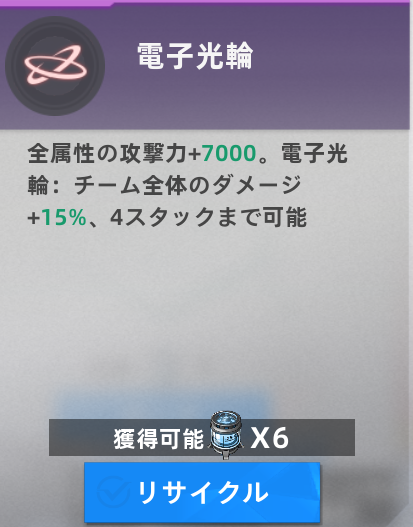 電子光輪
全属性の攻撃力+7000。電子光
輪：チーム全体のダメージ
+15%、4スタックまで可能
獲得可能 X6
リサイクル